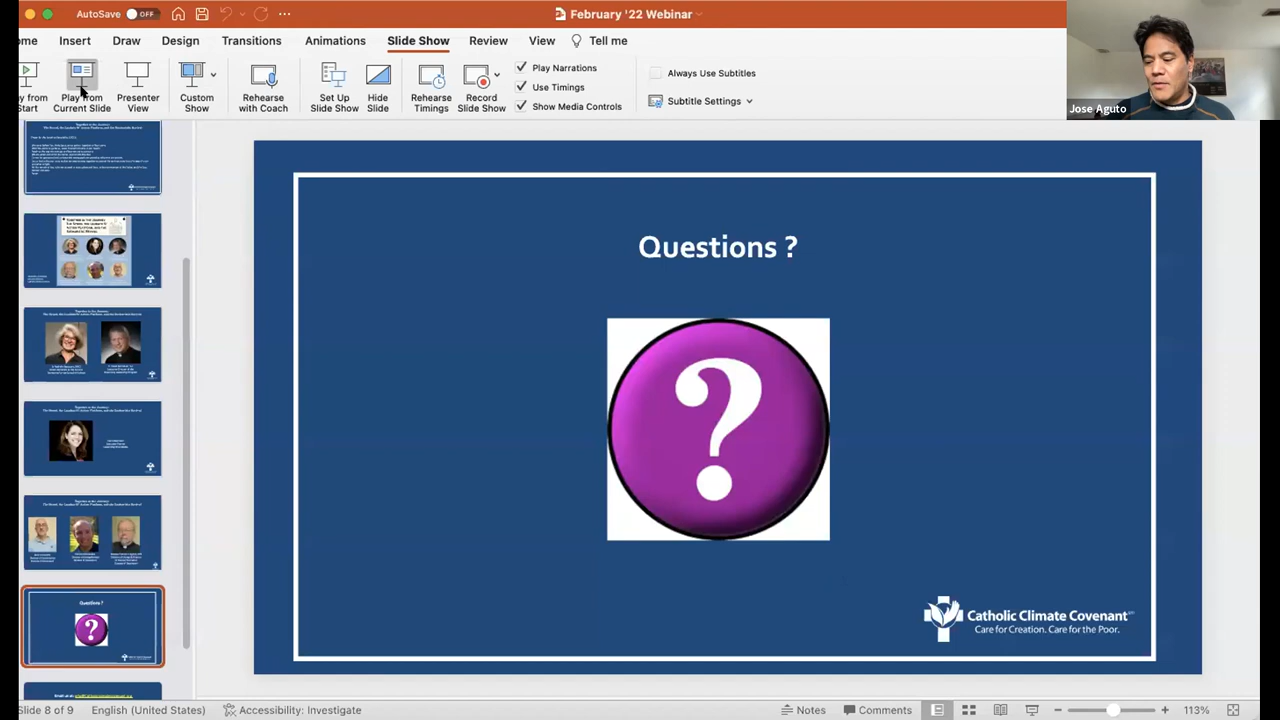 AutoSave OFF
February '22 Webinar
ome Insert Draw Design Transitions Animations Slide Show Review View Tell me
y from Start
Play from Current Slide
Presenter View
Custom Show
Rehearse with Coach
Set Up Slide Show
Hide Slide
Rehearse Timings
Record Slide Show
Play Narrations
Use Timings
Show Media Controls
Always Use Subtitles
Subtitle Settings
Jose Aguto
Questions ?
?
Catholic Climate Covenant
Care for Creation. Care for the Poor.
Questions ?
?
Slide 8 of 9 English (United States) Accessibility: Investigate Notes Comments 113%